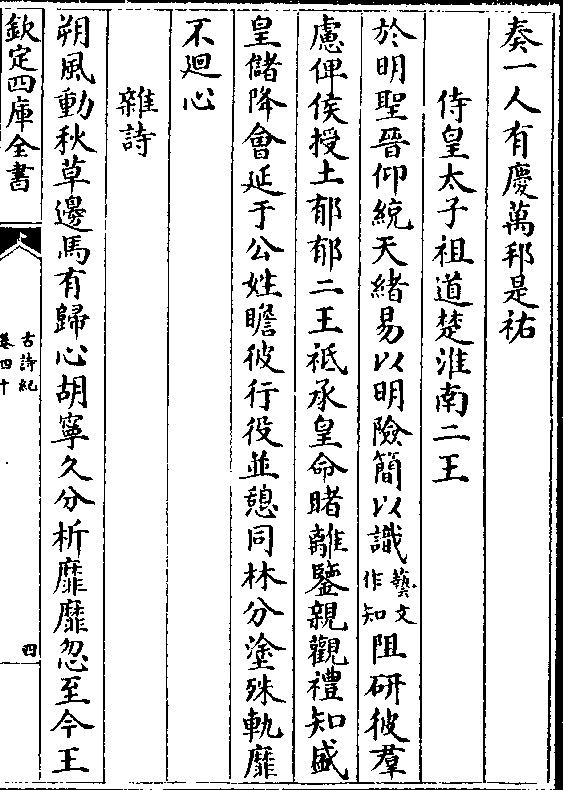 奏一人有慶萬邦是祐
侍皇太子祖道楚淮南二王
於明聖晉仰統天緒易以明險簡以識藝文作知阻研彼羣
慮俾侯授土郁郁二王祗承皇命睹離鑒親觀禮知盛
皇儲降會延于公姓瞻彼行役並憩同林分塗殊軌靡
不迴心
雜詩
朔風動秋草邊馬有歸心胡寧久分析靡靡忽至今王
欽定四庫全書
古詩紀
卷四十
四